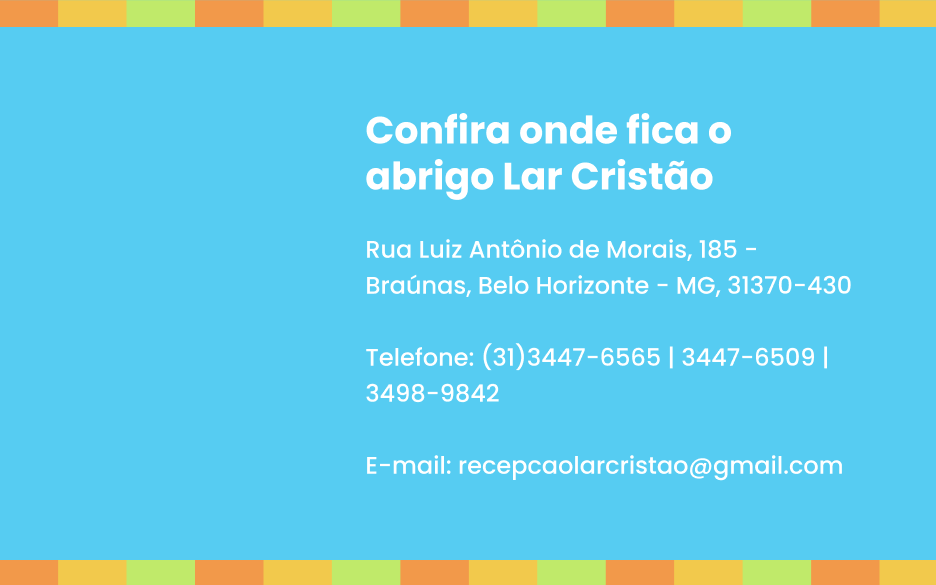 Confira onde fica o
abrigo Lar Cristão
Rua Luiz Antônio de Morais, 185 -
Braúnas, Belo Horizonte - MG, 31370-430
Telefone: (31)3447-6565 | 3447-6509 |
3498-9842
E-mail: recepcaolarcristao@gmail.com